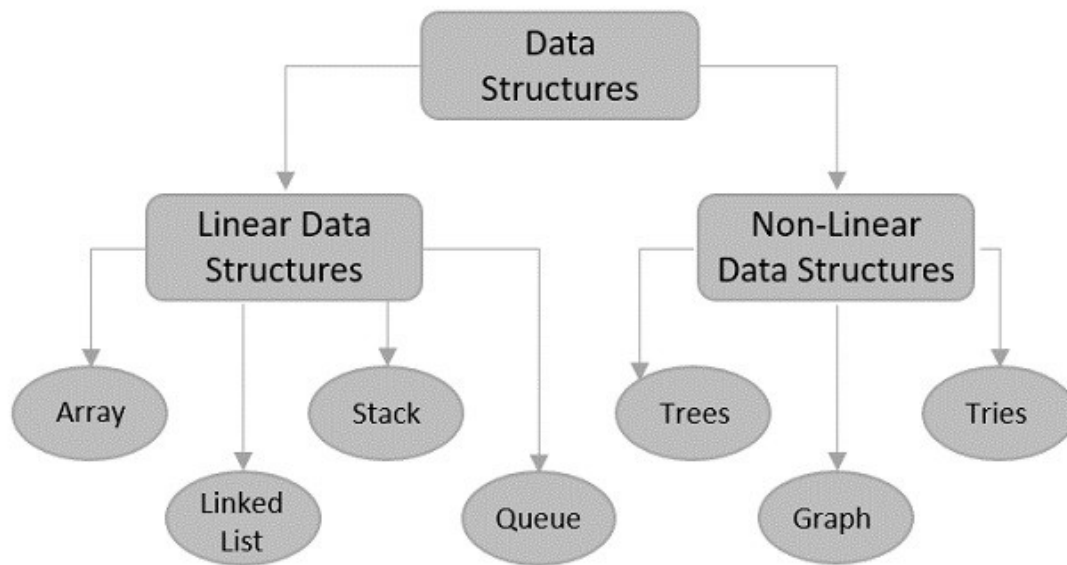 Data
Structures
Linear Data
Structures
Non-Linear
Data Structures
Array
Stack
Trees
Tries
Linked
List
Queue
Graph